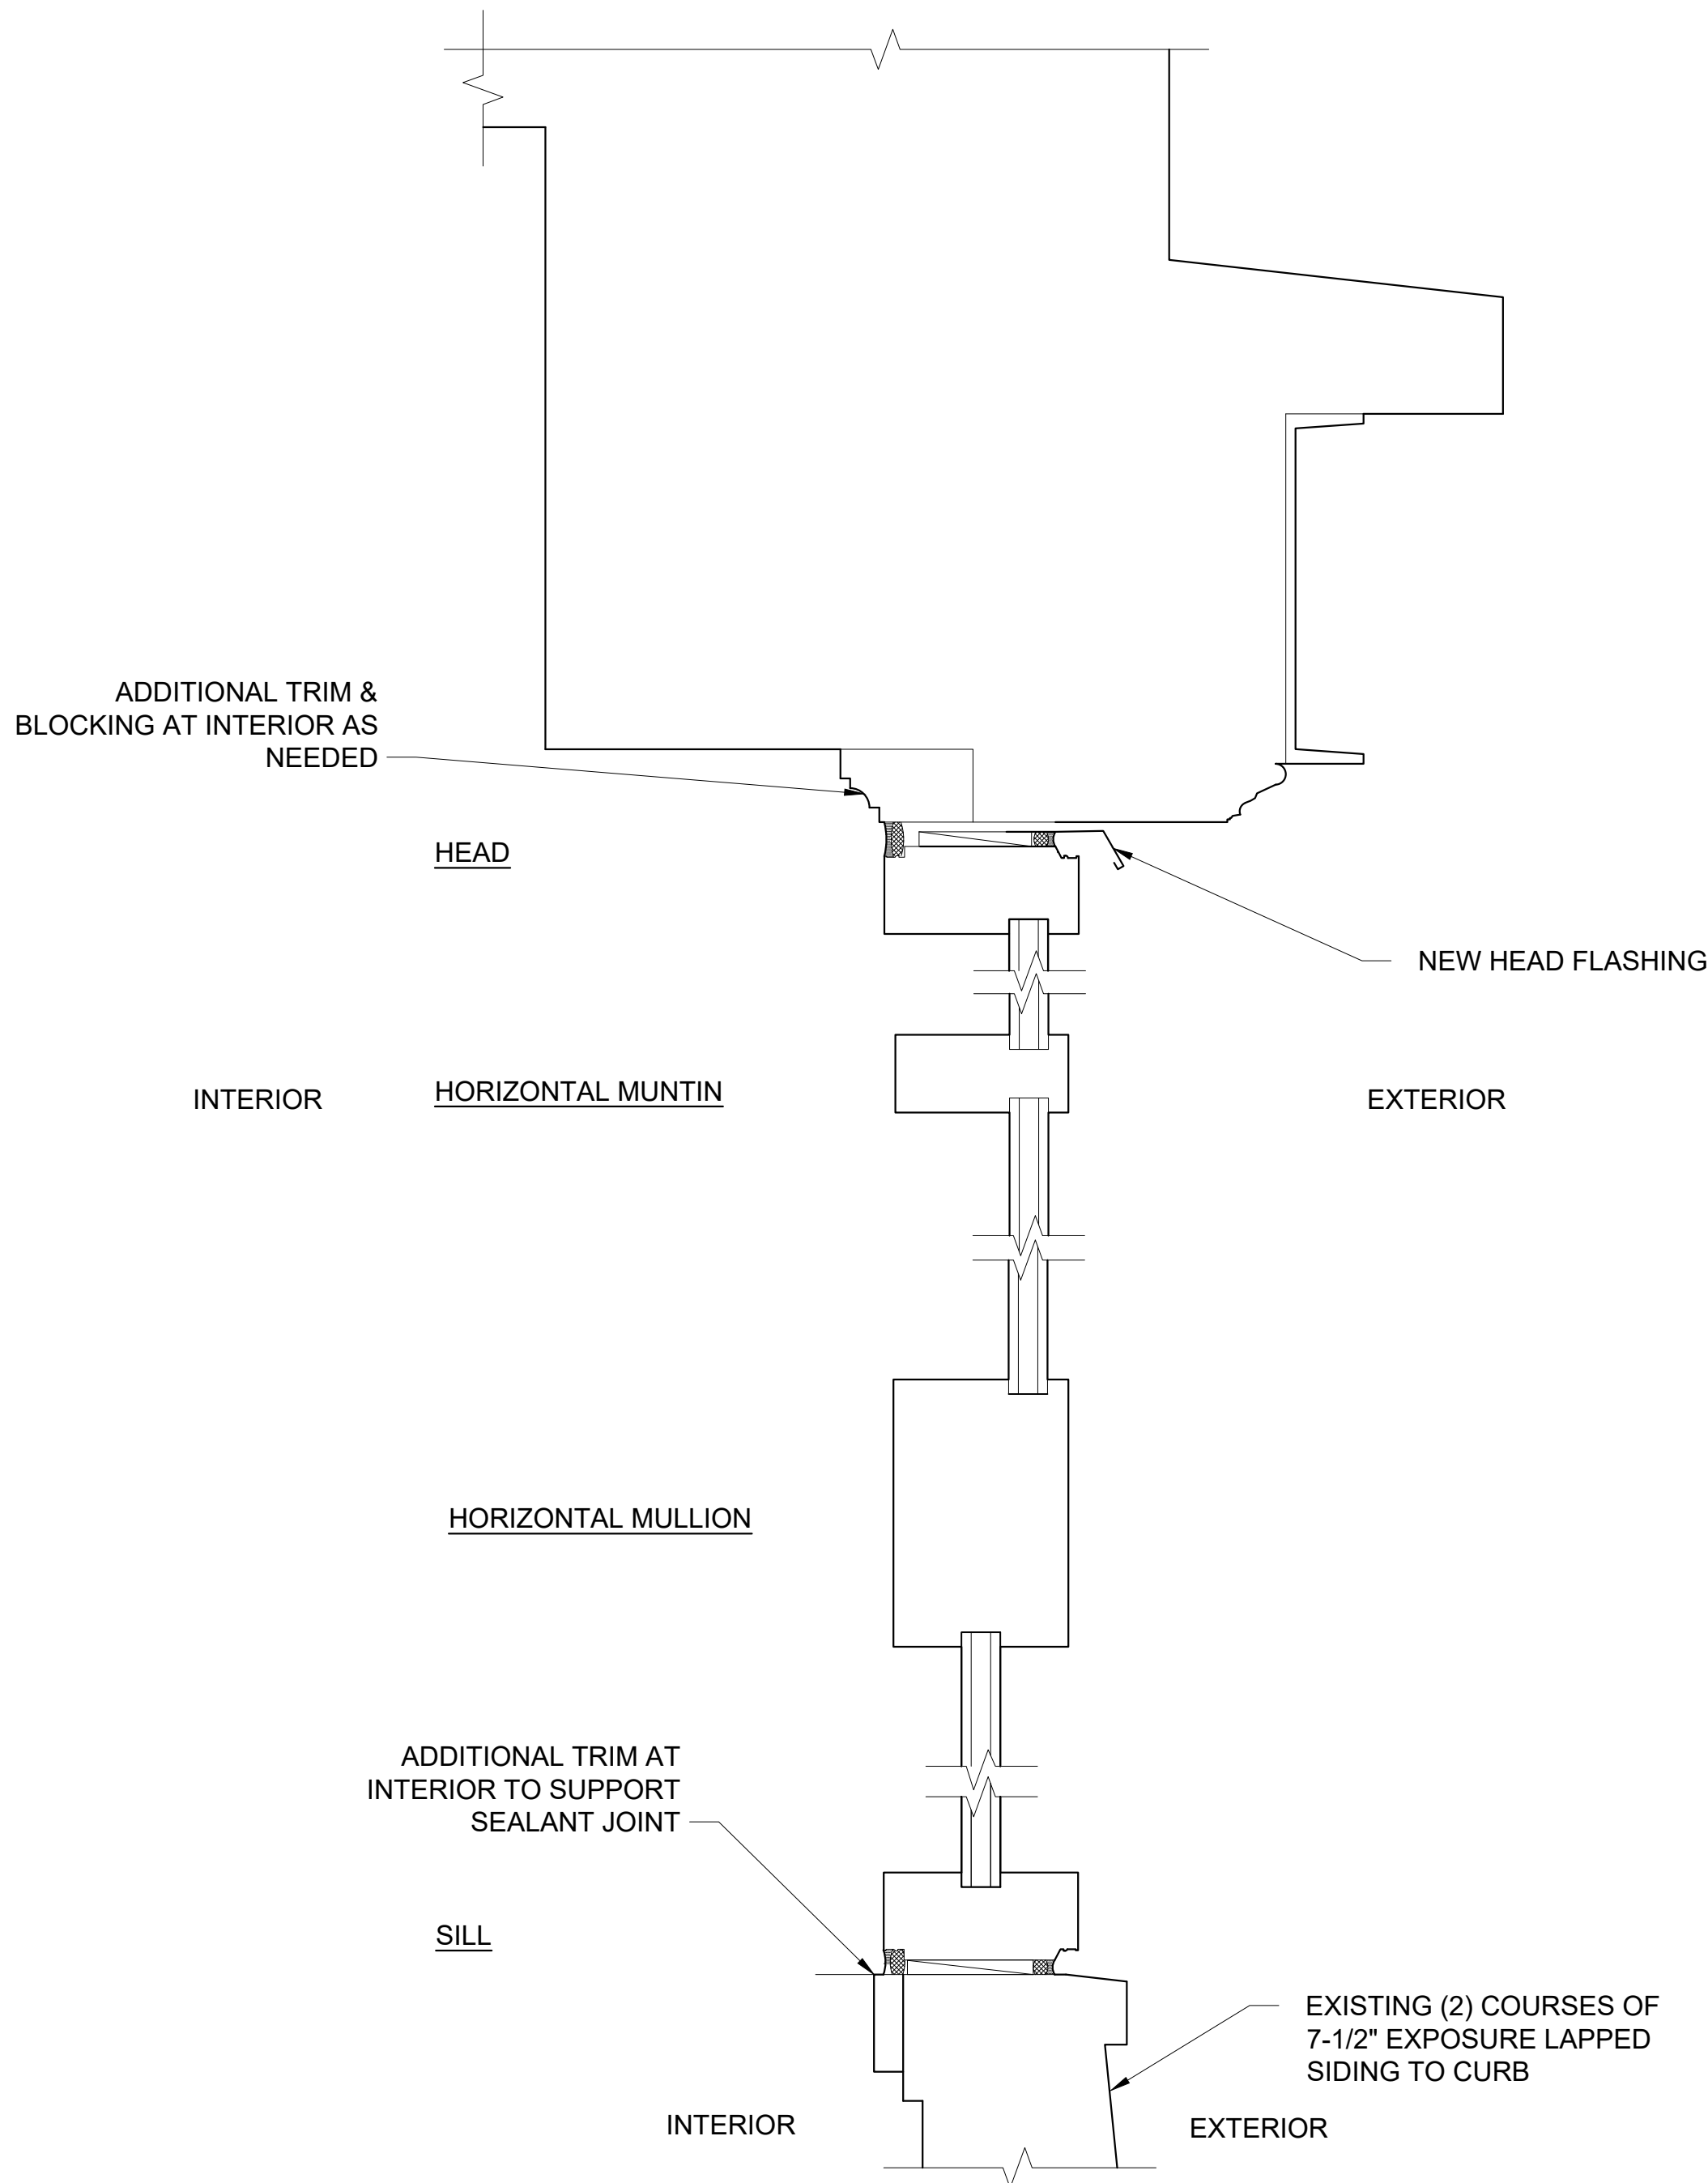 ADDITIONAL TRIM &
BLOCKING AT INTERIOR AS
NEEDED
HEAD
NEW HEAD FLASHING
INTERIOR
HORIZONTAL MUNTIN
EXTERIOR
HORIZONTAL MULLION
ADDITIONAL TRIM AT
INTERIOR TO SUPPORT
SEALANT JOINT
SILL
EXISTING (2) COURSES OF
7-1/2" EXPOSURE LAPPED
SIDING TO CURB
INTERIOR
EXTERIOR